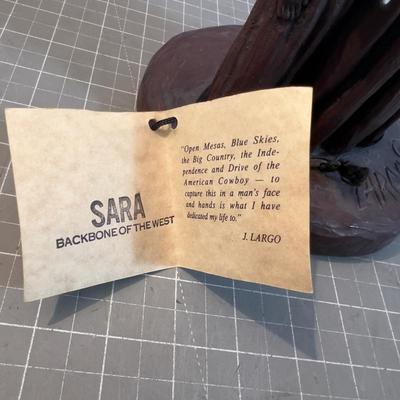 SARA
BACKBONE OF THE WEST
"Open Mesas, Blue Skies,
the Big Country, the Inde-
pendence and Drive of the
American Cowboy — to
capture this in a man's face
and hands is what I have
dedicated my life to."
J. LARGO